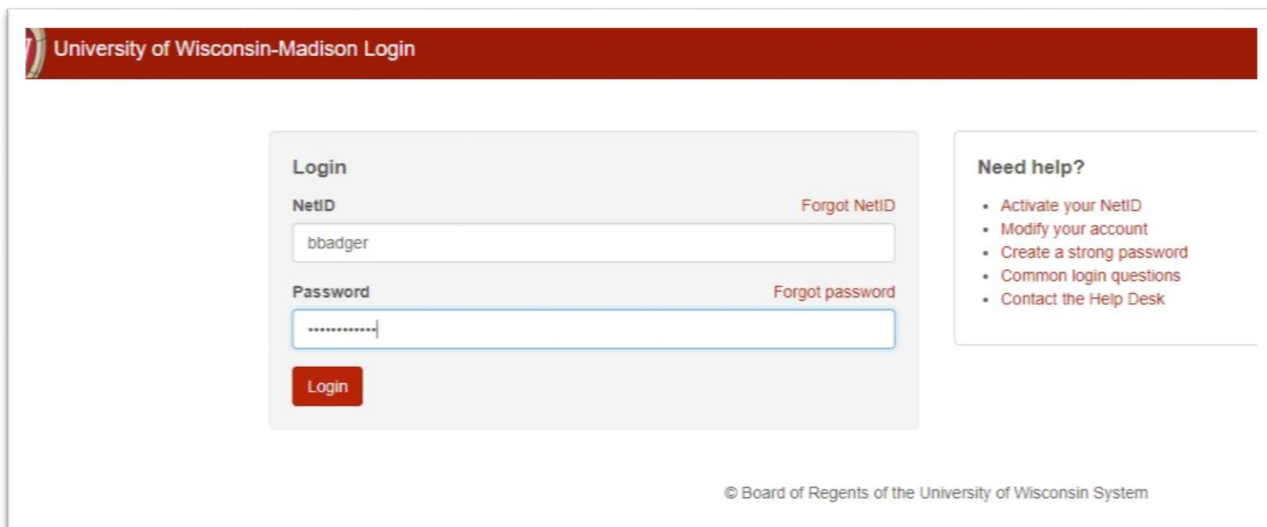 University of Wisconsin-Madison Login
Login
NetID
Forgot NetID
bbadger
Password
Forgot password
••••••••••••
Login
Need help?
• Activate your NetID
• Modify your account
• Create a strong password
• Common login questions
• Contact the Help Desk
© Board of Regents of the University of Wisconsin System